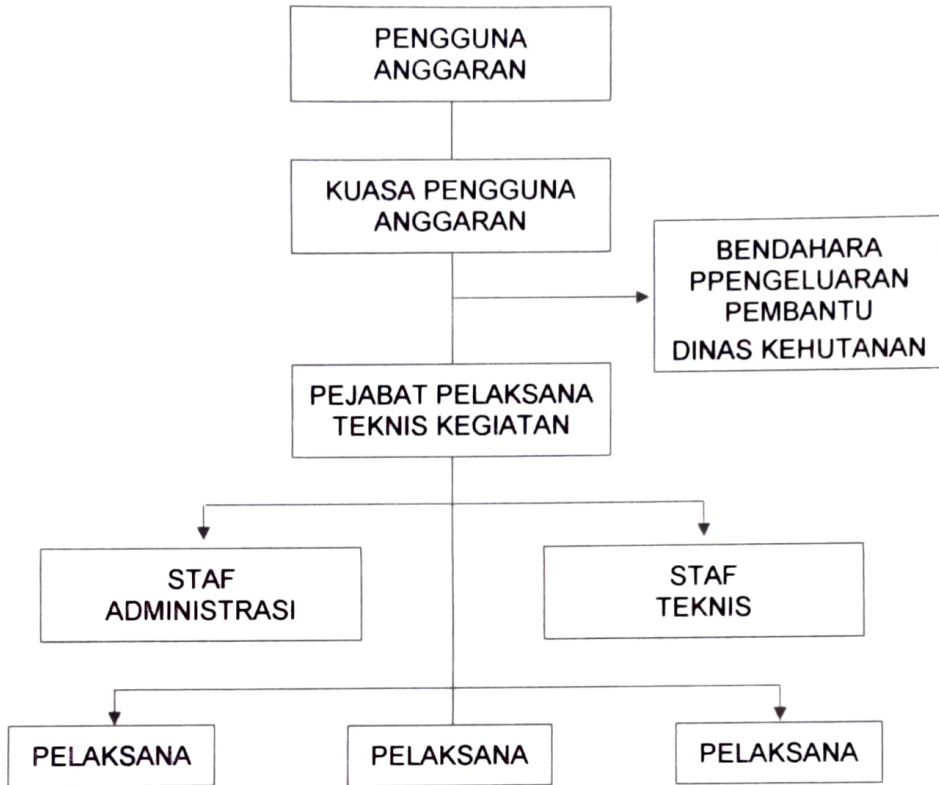 PENGGUNA
ANGGARAN
KUASA PENGGUNA
ANGGARAN
BENDAHARA
PPENGELUARAN
PEMBANTU
DINAS KEHUTANAN
PEJABAT PELAKSANA
TEKNIS KEGIATAN
STAF
ADMINISTRASI
STAF
TEKNIS
PELAKSANA
PELAKSANA
PELAKSANA